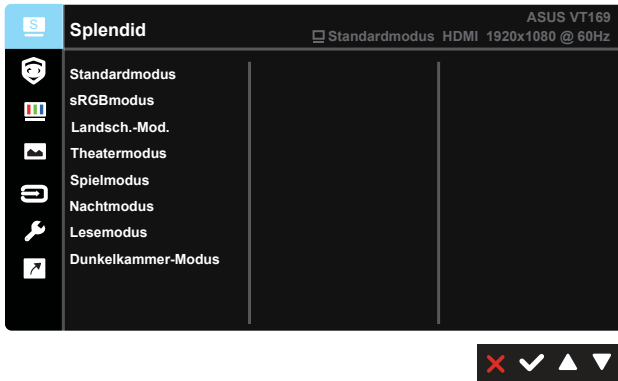 S
Splendid
ASUS VT169
Standardmodus HDMI 1920x1080 @ 60Hz
Standardmodus
sRGBmodus
Landsch.-Mod.
Theatermodus
Spielmodus
Nachtmodus
Lesemodus
Dunkelkammer-Modus